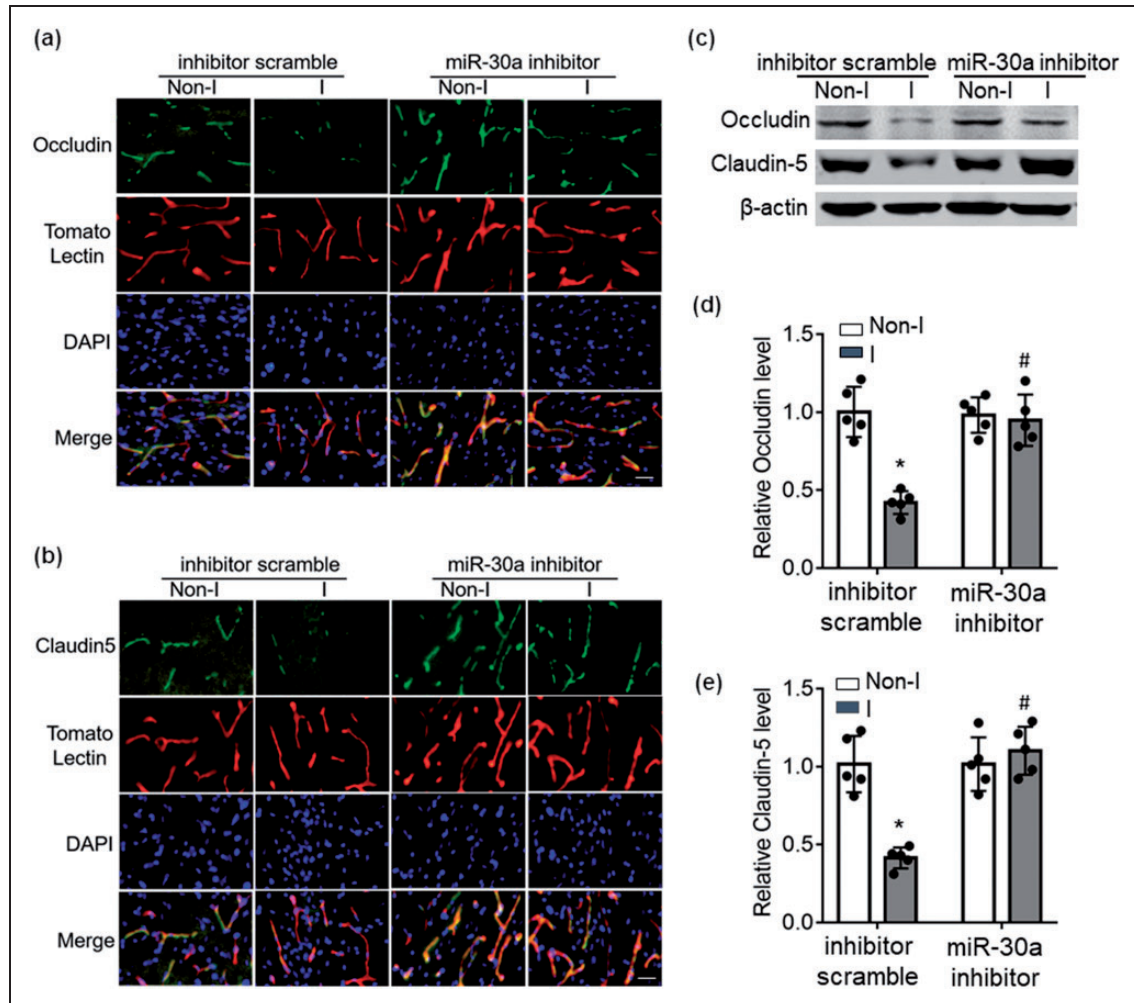 (a)
inhibitor scramble miR-30a inhibitor
Non-I I Non-I I
Occludin
Tomato
Lectin
DAPI
Merge
(b)
inhibitor scramble miR-30a inhibitor
Non-I I Non-I I
Claudin5
Tomato
Lectin
DAPI
Merge
(c)
inhibitor scramble miR-30a inhibitor
Non-I I Non-I I
Occludin
Claudin-5
β-actin
(d)
Relative Occludin level
1.5
1.0
0.5
0.0
Non-I
I
*
#
inhibitor
scramble
miR-30a
inhibitor
(e)
Relative Claudin-5 level
1.5
1.0
0.5
0.0
Non-I
I
*
#
inhibitor
scramble
miR-30a
inhibitor